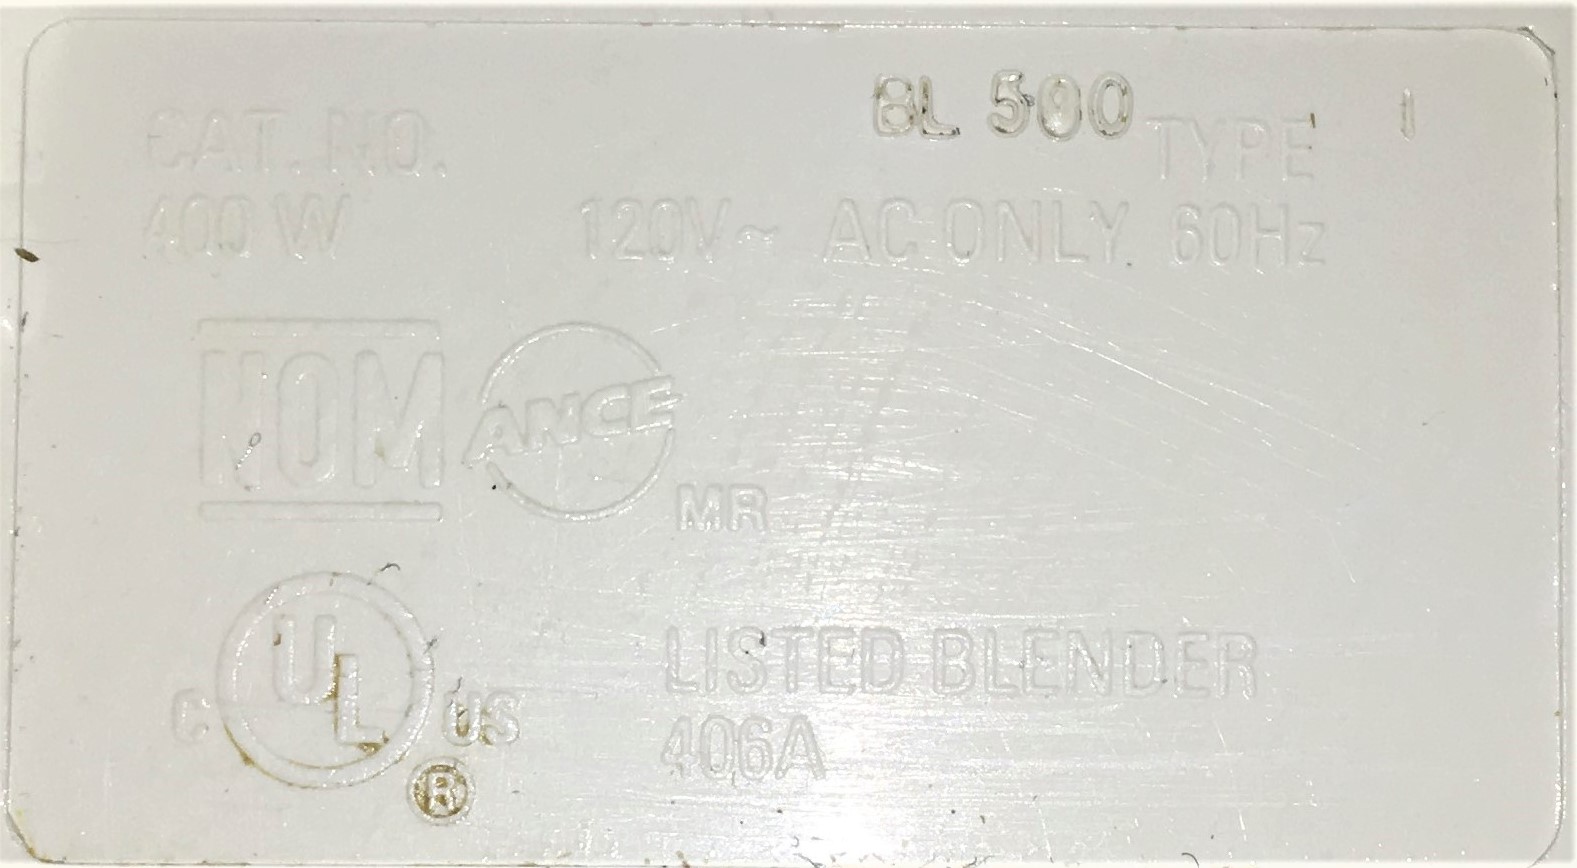 CAT. NO. BL 500 TYPE 1
400 W 120V~ AC ONLY 60Hz
NOM ANCE MR
C UL US ®
LISTED BLENDER
406A